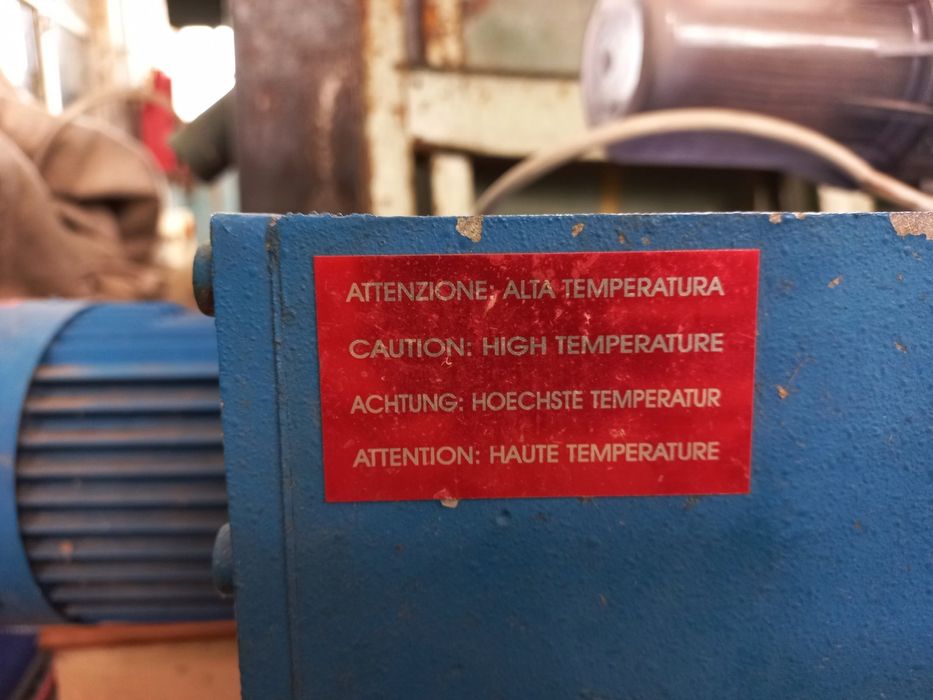 ATTENZIONE: ALTA TEMPERATURA
CAUTION: HIGH TEMPERATURE
ACHTUNG: HOECHSTE TEMPERATUR
ATTENTION: HAUTE TEMPERATURE